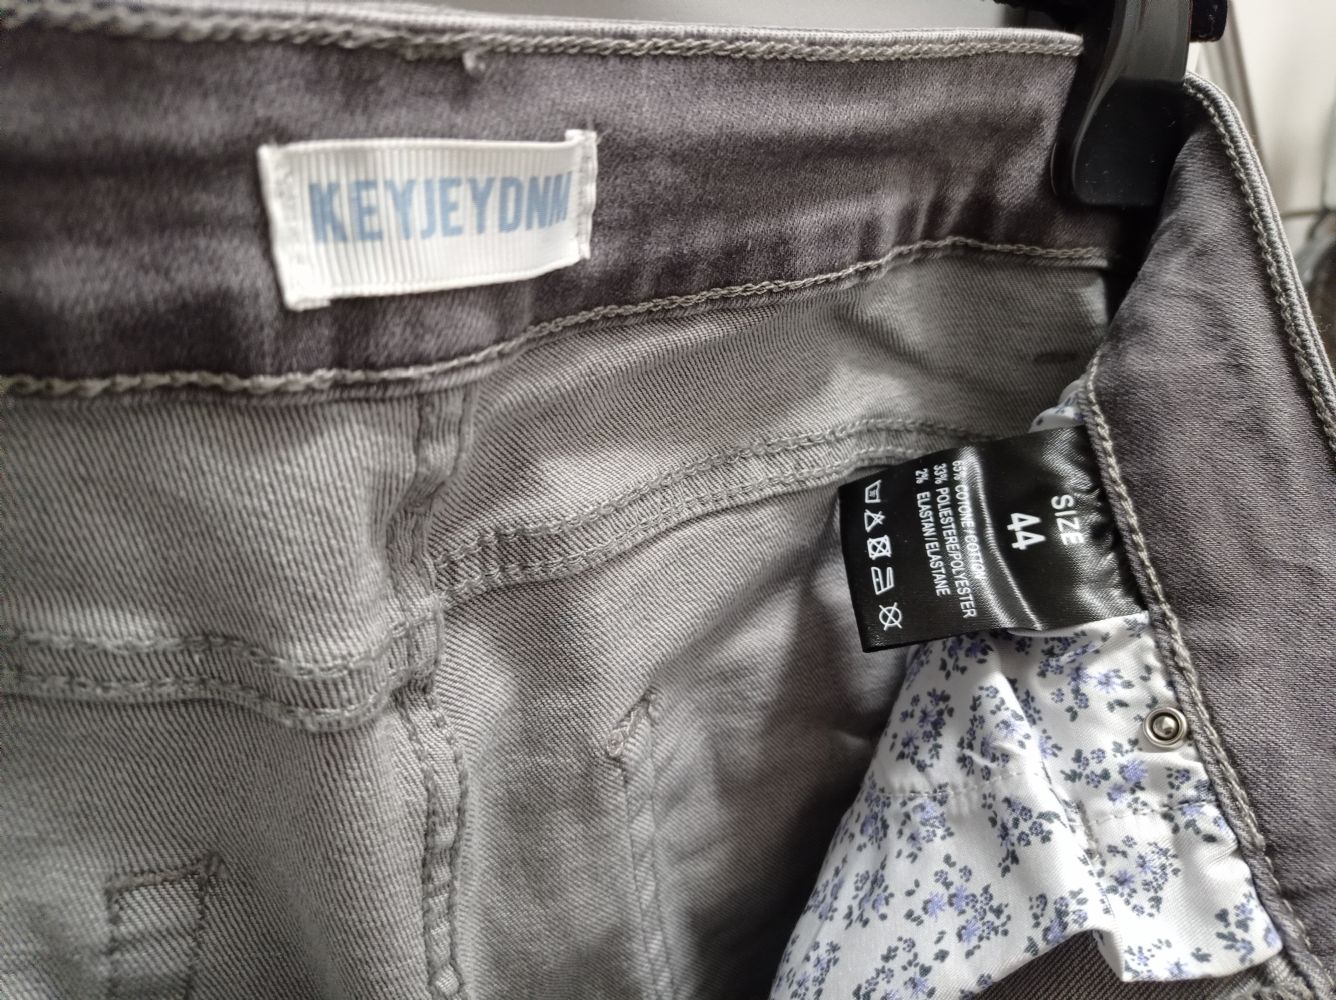 KEYJEYDNM
SIZE
44
65% COTONE/COTTON
33% POLIESTERE/POLYESTER
2% ELASTAN/ELASTANE